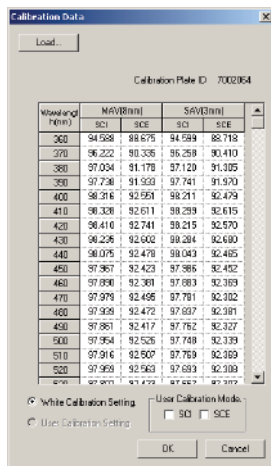 Calibration Data
Load...
Calibration Plate ID 7002064
Wavelengt h(nm) MAV(8mm) SAV(3mm)
SCI SCE SCI SCE
360 94.599 88.675 94.599 88.718
370 96.222 90.335 96.258 90.410
380 97.034 91.178 97.120 91.305
390 97.738 91.933 97.741 91.970
400 98.316 92.551 98.211 92.479
410 98.328 92.611 98.299 92.615
420 98.410 92.741 98.215 92.570
430 98.235 92.602 98.284 92.680
440 98.075 92.478 98.043 92.465
450 97.967 92.423 97.986 92.452
460 97.890 92.381 97.883 92.369
470 97.979 92.495 97.781 92.302
480 97.939 92.472 97.837 92.381
490 97.861 92.417 97.762 92.327
500 97.954 92.526 97.748 92.339
510 97.916 92.507 97.769 92.369
520 97.959 92.563 97.693 92.308
White Calibration Setting
User Calibration Setting
User Calibration Mode
SCI SCE
OK Cancel